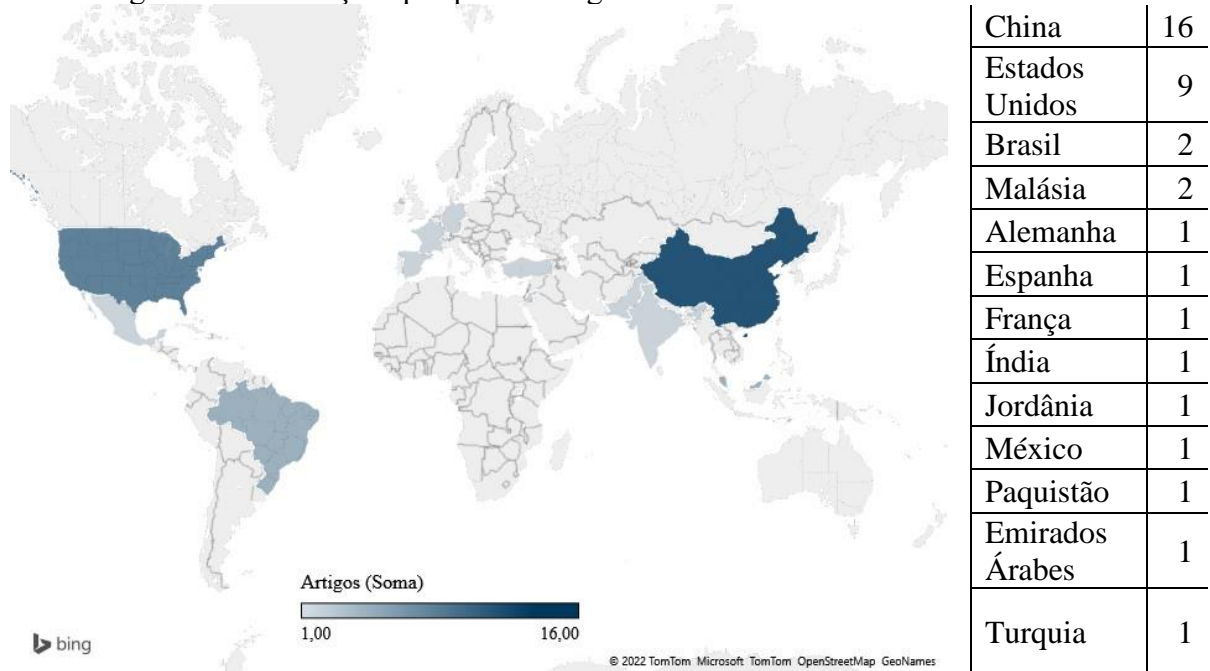 China 16
Estados
Unidos 9
Brasil 2
Malásia 2
Alemanha 1
Espanha 1
França 1
Índia 1
Jordânia 1
México 1
Paquistão 1
Emirados
Árabes 1
Turquia 1
Artigos (Soma)
1,00 16,00
bing
© 2022 TomTom Microsoft TomTom OpenStreetMap GeoNames